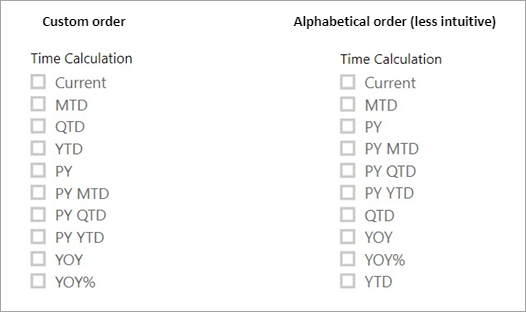 Custom order
Time Calculation
Current
MTD
QTD
YTD
PY
PY MTD
PY QTD
PY YTD
YOY
YOY%
Alphabetical order (less intuitive)
Time Calculation
Current
MTD
PY
PY MTD
PY QTD
PY YTD
QTD
YOY
YOY%
YTD